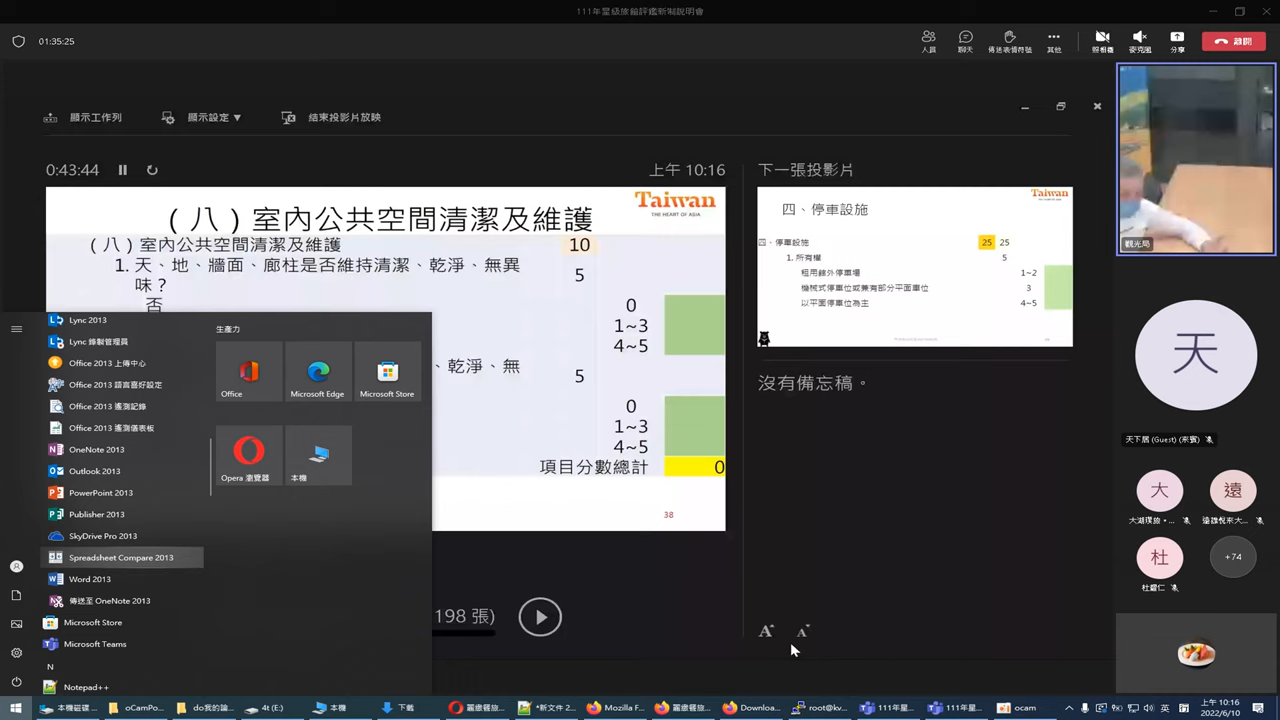 111年星級旅館評鑑新制說明會
01:35:25
人員
聊天
傳送表情符號
其他
照相機
麥克風
分享
離開
顯示工作列
顯示設定 ▼
結束投影片放映
0:43:44
上午 10:16
下一張投影片
Taiwan
THE HEART OF ASIA
（八）室內公共空間清潔及維護
（八）室內公共空間清潔及維護 10
1. 天、地、牆面、廊柱是否維持清潔、乾淨、無異 5
味？
否
0
1~3
4~5
、乾淨、無 5
0
1~3
4~5
項目分數總計 0
38
198 張)
Taiwan
THE HEART OF ASIA
四、停車設施
四、停車設施 25 25
1. 所有權 5
租用館外停車場 1~2
機械式停車位或兼有部分平面車位 3
以平面停車位為主 4~5
沒有備忘稿。
觀光局
天
天下居 (Guest) (來賓)
大
遠
杜
+74
杜鎧仁
Lync 2013
Lync 錄製管理員
Office 2013 上傳中心
Office 2013 語言喜好設定
Office 2013 遙測記錄
Office 2013 遙測儀表板
OneNote 2013
Outlook 2013
PowerPoint 2013
Publisher 2013
SkyDrive Pro 2013
Spreadsheet Compare 2013
Word 2013
傳送至 OneNote 2013
Microsoft Store
Microsoft Teams
N
Notepad++
生產力
Office
Microsoft Edge
Microsoft Store
Opera 瀏覽器
本機
本機磁碟
oCamPo
do我的
4t (E:)
本機
下載
*新文件 2
Mozilla F
Downloa
root@kv
111年星
111年星
ocam
英
上午 10:16
2022/6/10